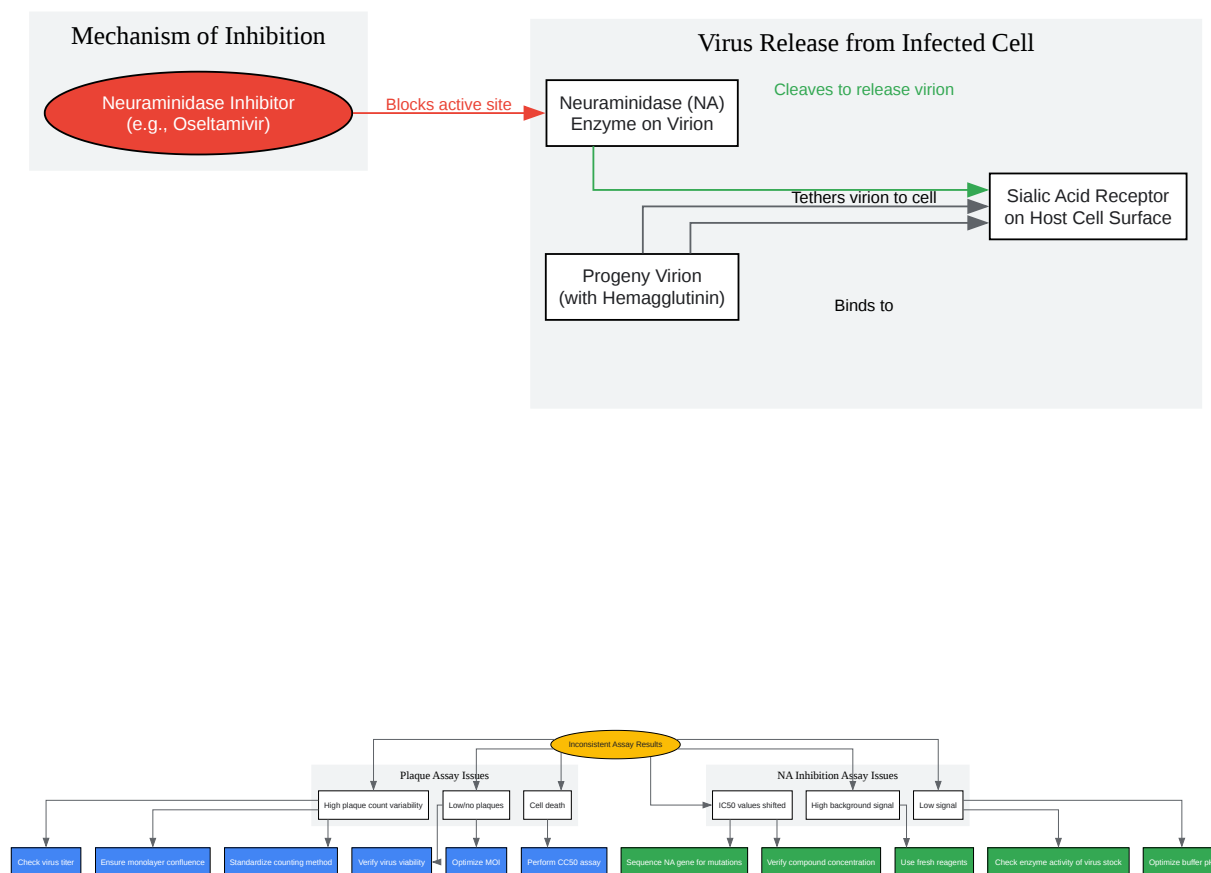 Mechanism of Inhibition
Neuraminidase Inhibitor
(e.g., Oseltamivir)
Blocks active site
Virus Release from Infected Cell
Neuraminidase (NA)
Enzyme on Virion
Cleaves to release virion
Tethers virion to cell
Sialic Acid Receptor
on Host Cell Surface
Progeny Virion
(with Hemagglutinin)
Binds to
Inconsistent Assay Results
Plaque Assay Issues
NA Inhibition Assay Issues
High plaque count variability
Low/no plaques
Cell death
IC50 values shifted
High background signal
Low signal
Check virus titer
Ensure monolayer confluence
Standardize counting method
Verify virus viability
Optimize MOI
Perform CC50 assay
Sequence NA gene for mutations
Verify compound concentration
Use fresh reagents
Check enzyme activity of virus stock
Optimize buffer